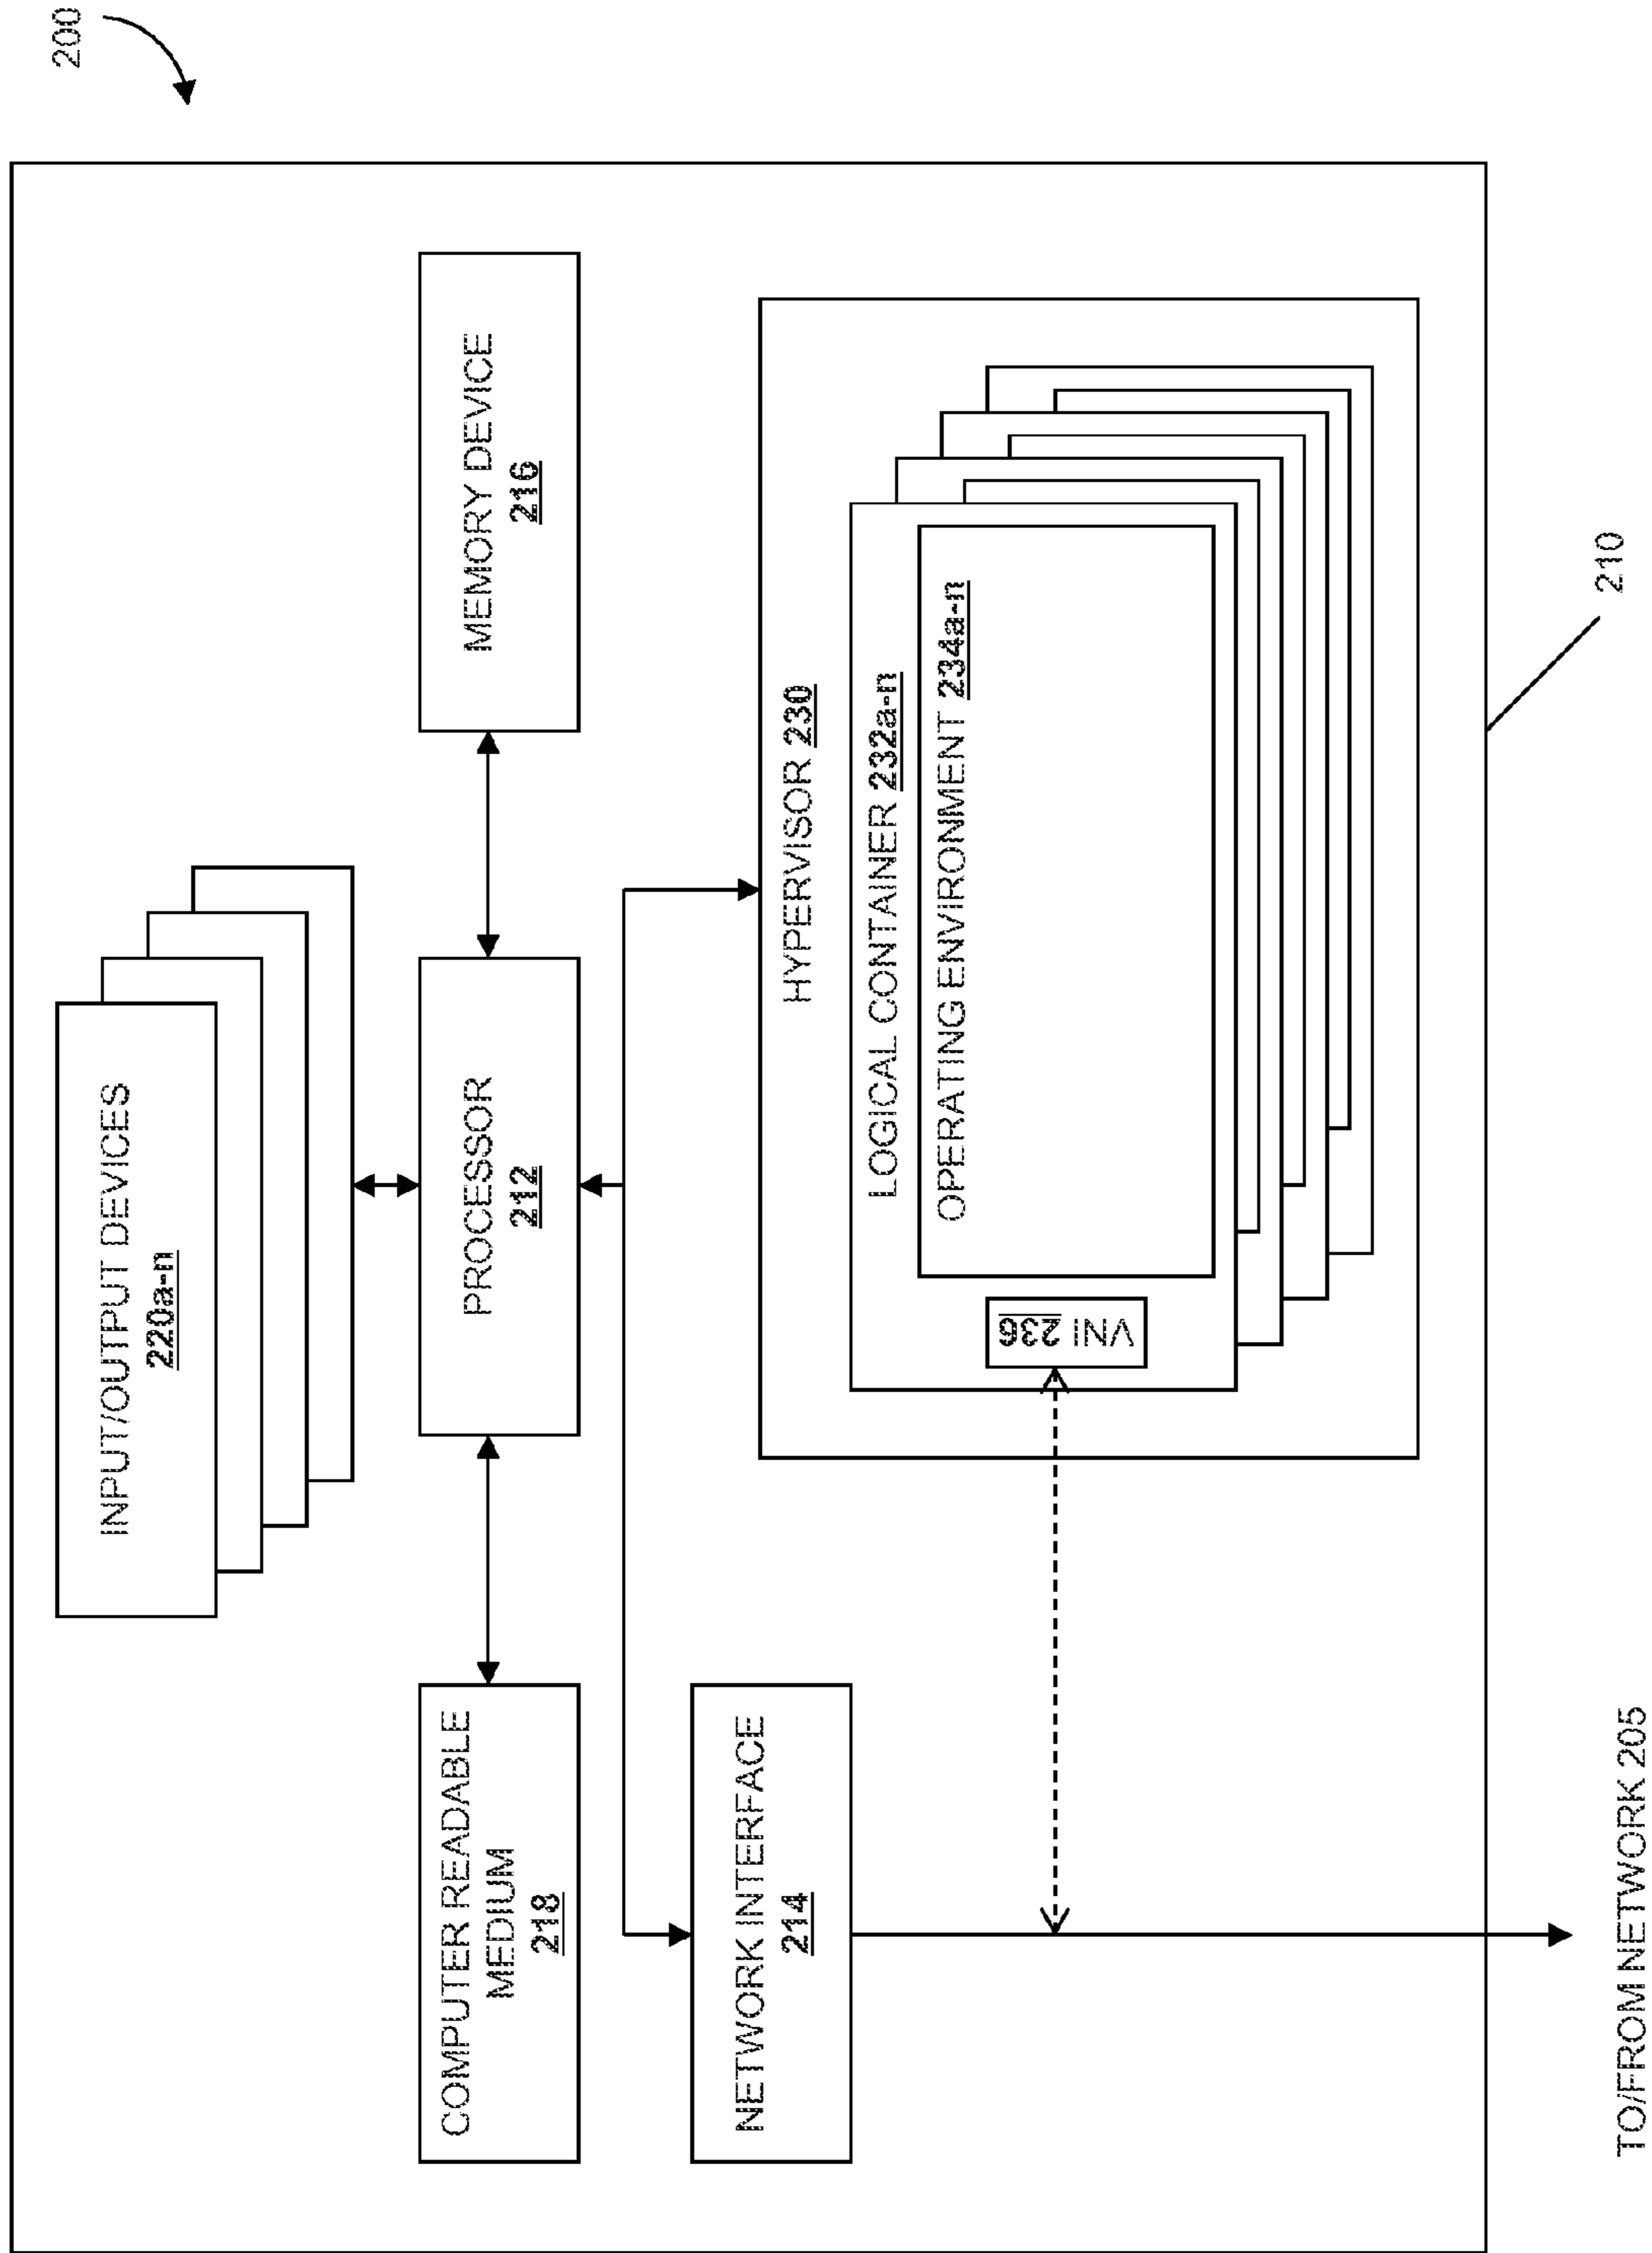 200
INPUT/OUTPUT DEVICES
220a-n
COMPUTER READABLE
MEDIUM
218
PROCESSOR
212
MEMORY DEVICE
216
NETWORK INTERFACE
214
HYPERVISOR 230
LOGICAL CONTAINER 232a-n
OPERATING ENVIRONMENT 234a-n
VNI 236
210
TO/FROM NETWORK 205